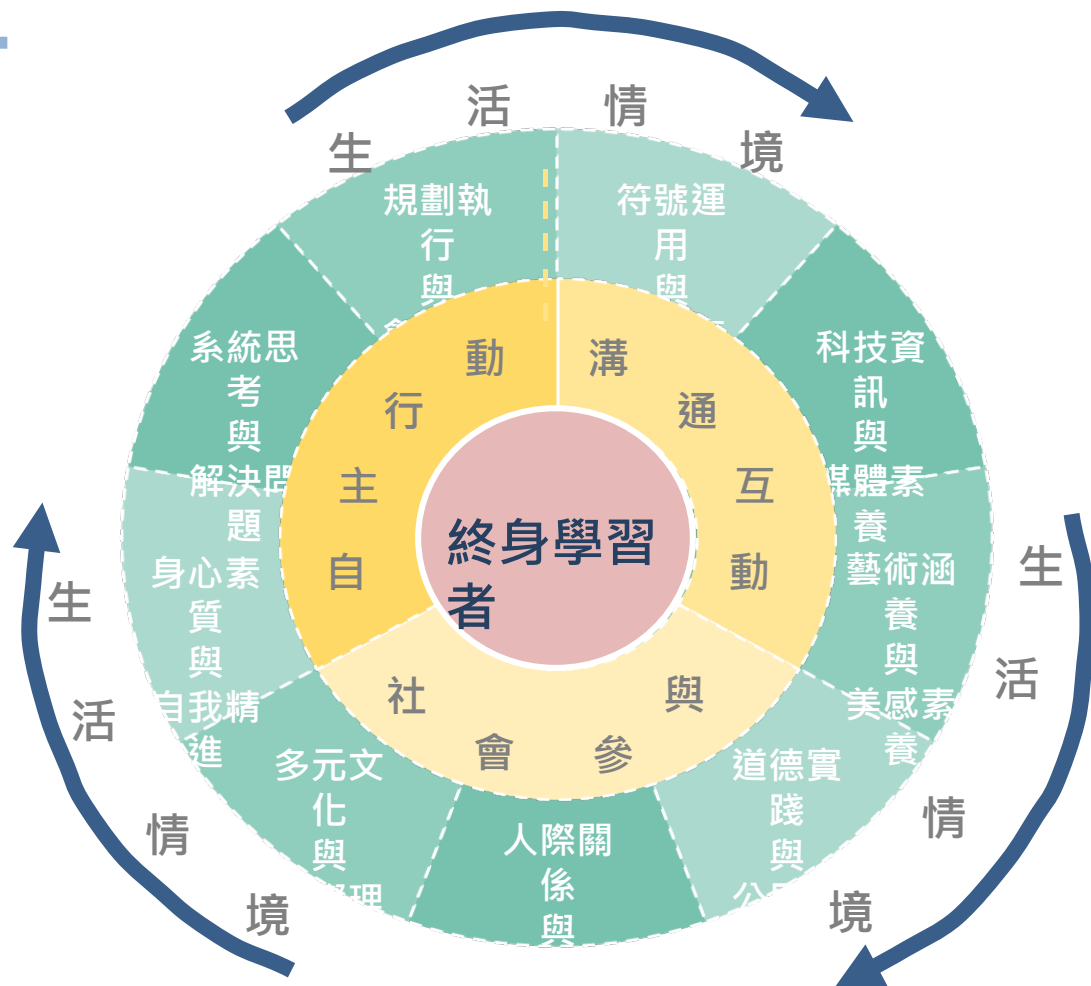 生活情境
規劃執
行
與
符號運
用
與
系統思
考
與
解決問
題
科技資
訊
與
媒體素
養
身心素
質
與
自我精
進
藝術涵
養
與
美感素
養
多元文
化
與
理
人際關
係
與
道德實
踐
與
公
自主行動
溝通互動
社會參與
終身學習
者
生活情境
生活情境